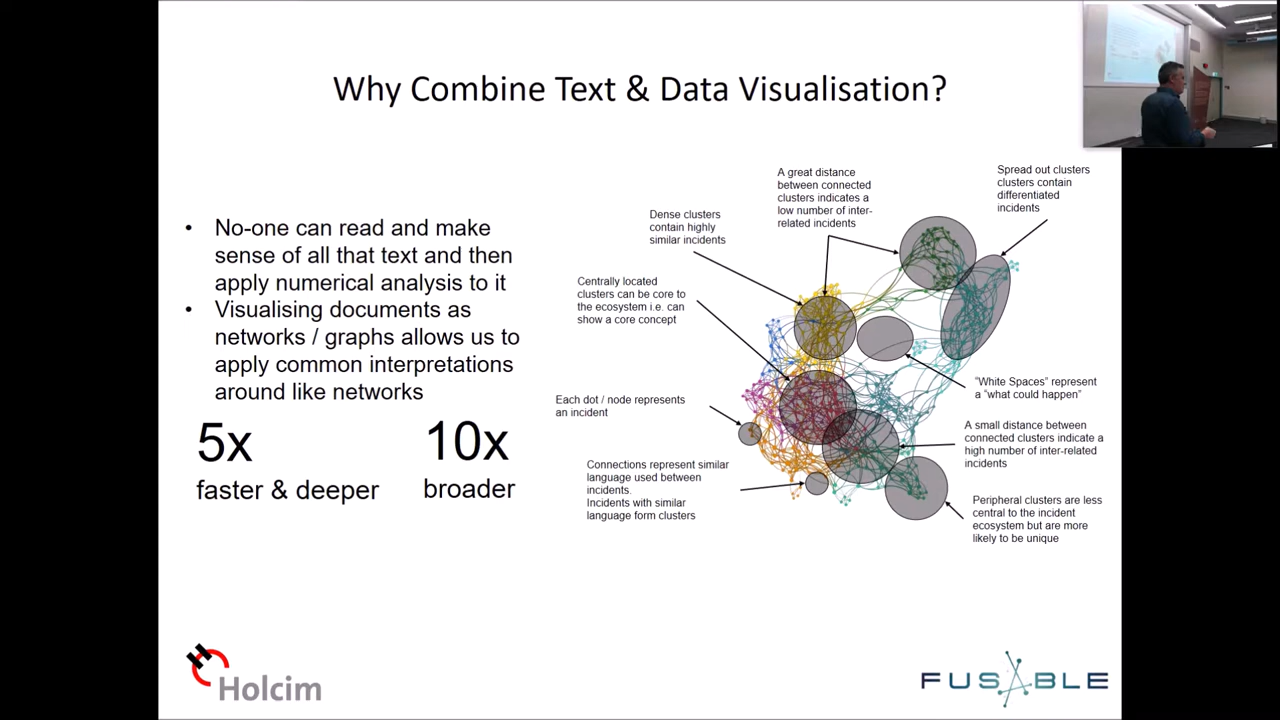 Why Combine Text & Data Visualisation?
• No-one can read and make
sense of all that text and then
apply numerical analysis to it
• Visualising documents as
networks / graphs allows us to
apply common interpretations
around like networks
5x
faster & deeper
10x
broader
Dense clusters
contain highly
similar incidents
A great distance
between connected
clusters indicates a
low number of inter-
related incidents
Spread out clusters
clusters contain
differentiated
incidents
Centrally located
clusters can be core to
the ecosystem i.e. can
show a core concept
Each dot / node represents
an incident
Connections represent similar
language used between
incidents.
Incidents with similar
language form clusters
"White Spaces" represent
a "what could happen"
A small distance between
connected clusters indicate a
high number of inter-related
incidents
Peripheral clusters are less
central to the incident
ecosystem but are more
likely to be unique
Holcim
FUSABLE